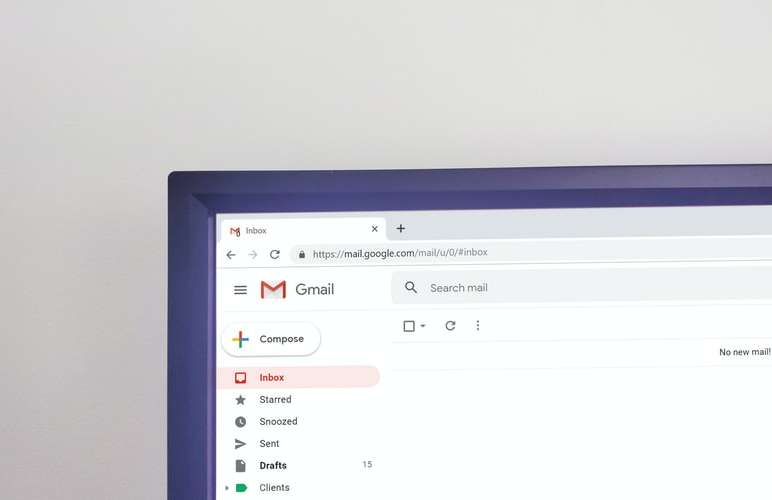 Inbox
https://mail.google.com/mail/u/0/#inbox
Gmail
Search mail
Compose
No new mail!
Inbox
Starred
Snoozed
Sent
Drafts 15
Clients